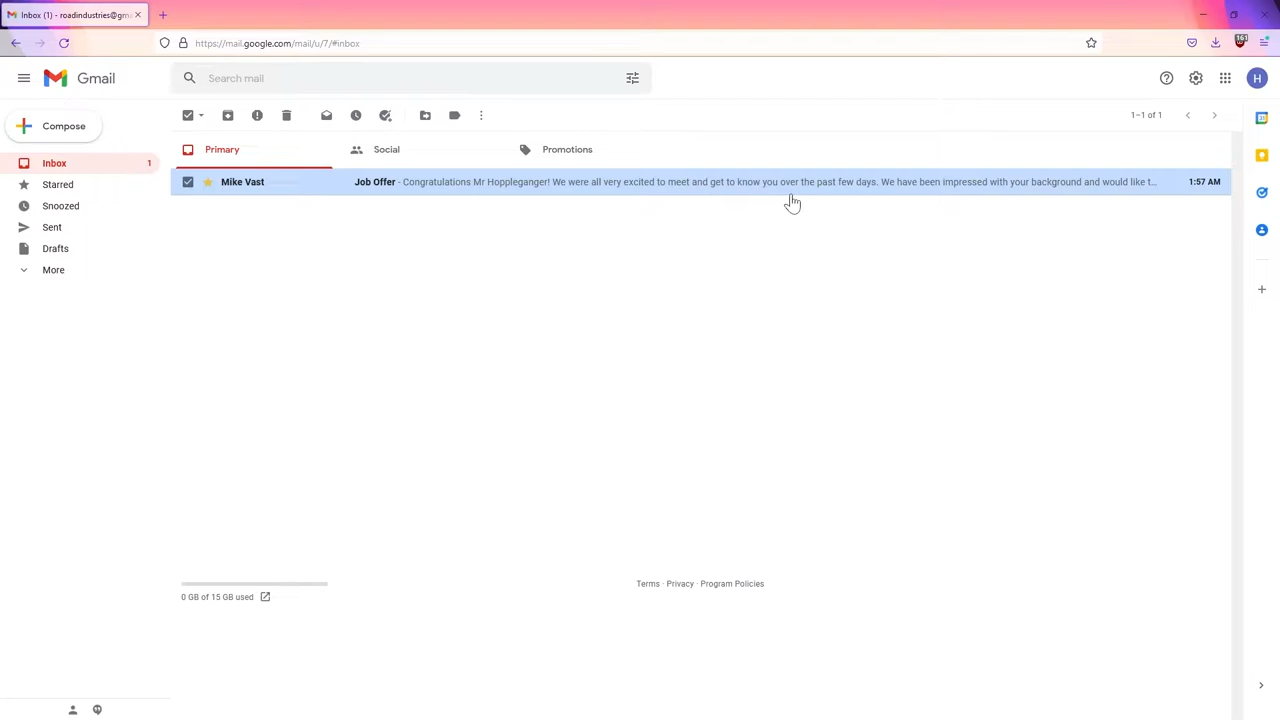 Inbox (1) - roadindustries@gm
161
https://mail.google.com/mail/u/7/#inbox
Gmail
Search mail
H
Compose
1–1 of 1
Primary
Social
Promotions
Inbox 1
Mike Vast Job Offer - Congratulations Mr Hoppleganger! We were all very excited to meet and get to know you over the past few days. We have been impressed with your background and would like t... 1:57 AM
Starred
Snoozed
Sent
Drafts
More
Terms · Privacy · Program Policies
0 GB of 15 GB used